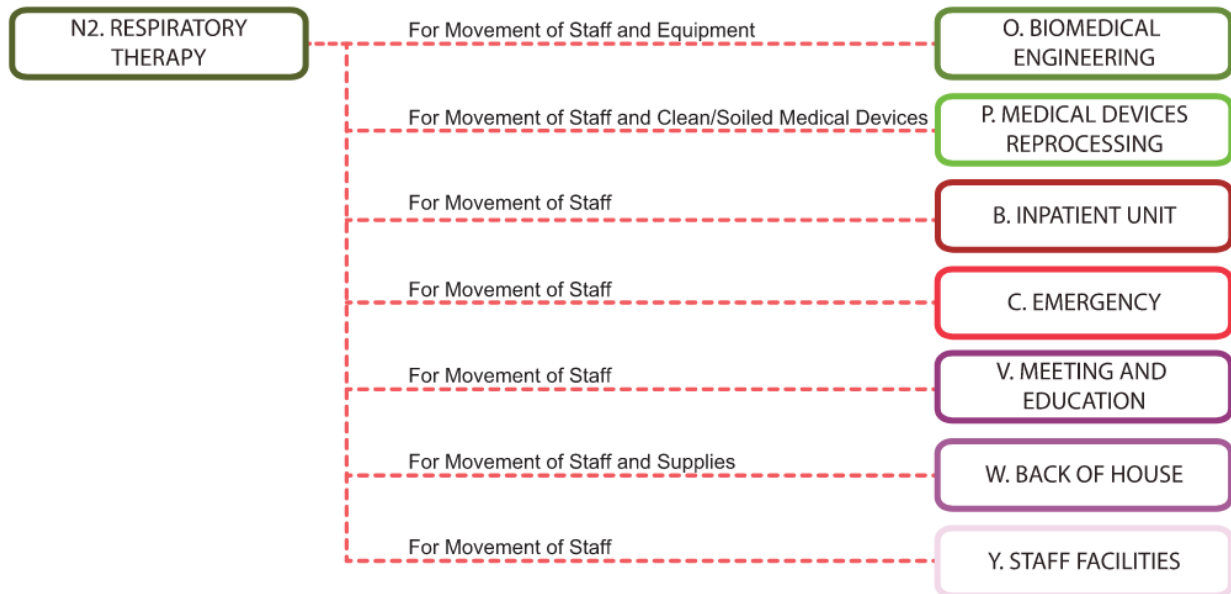 N2. RESPIRATORY
THERAPY
For Movement of Staff and Equipment
O. BIOMEDICAL
ENGINEERING
For Movement of Staff and Clean/Soiled Medical Devices
P. MEDICAL DEVICES
REPROCESSING
For Movement of Staff
B. INPATIENT UNIT
For Movement of Staff
C. EMERGENCY
For Movement of Staff
V. MEETING AND
EDUCATION
For Movement of Staff and Supplies
W. BACK OF HOUSE
For Movement of Staff
Y. STAFF FACILITIES